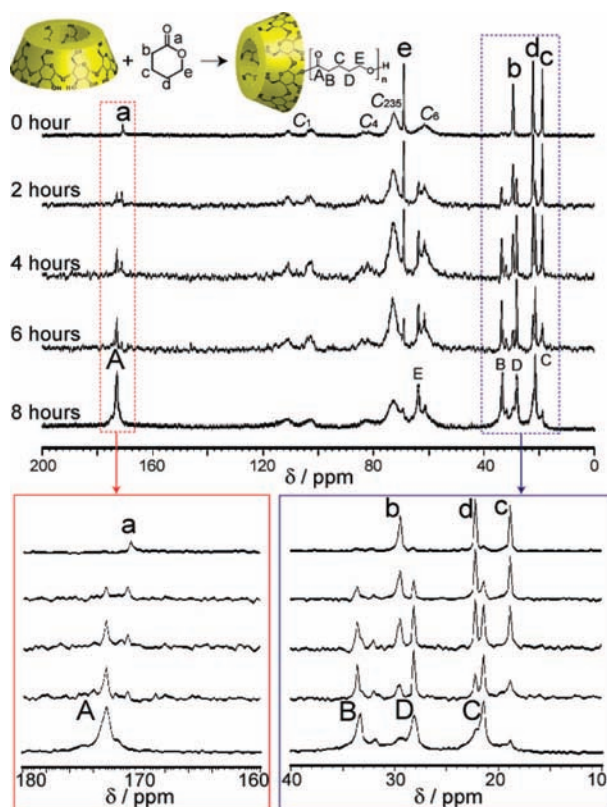 O
a
b
O
+
c
e
d
O
A
B
C
D
E
O
H
n
e
d
b
c
a
C235
C1
C4
C6
0 hour
2 hours
4 hours
6 hours
A
E
B D C
8 hours
200 160 120 80 40 0
δ / ppm
a
A
180 170 160
δ / ppm
b d c
B D C
40 30 20 10
δ / ppm